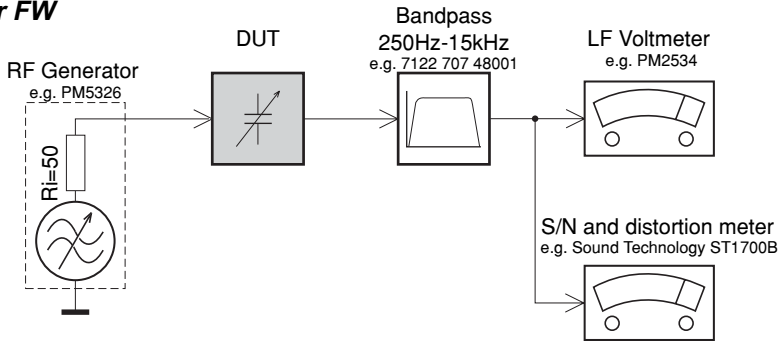 r FW
RF Generator
e.g. PM5326
Ri=50
DUT
Bandpass
250Hz-15kHz
e.g. 7122 707 48001
LF Voltmeter
e.g. PM2534
S/N and distortion meter
e.g. Sound Technology ST1700B